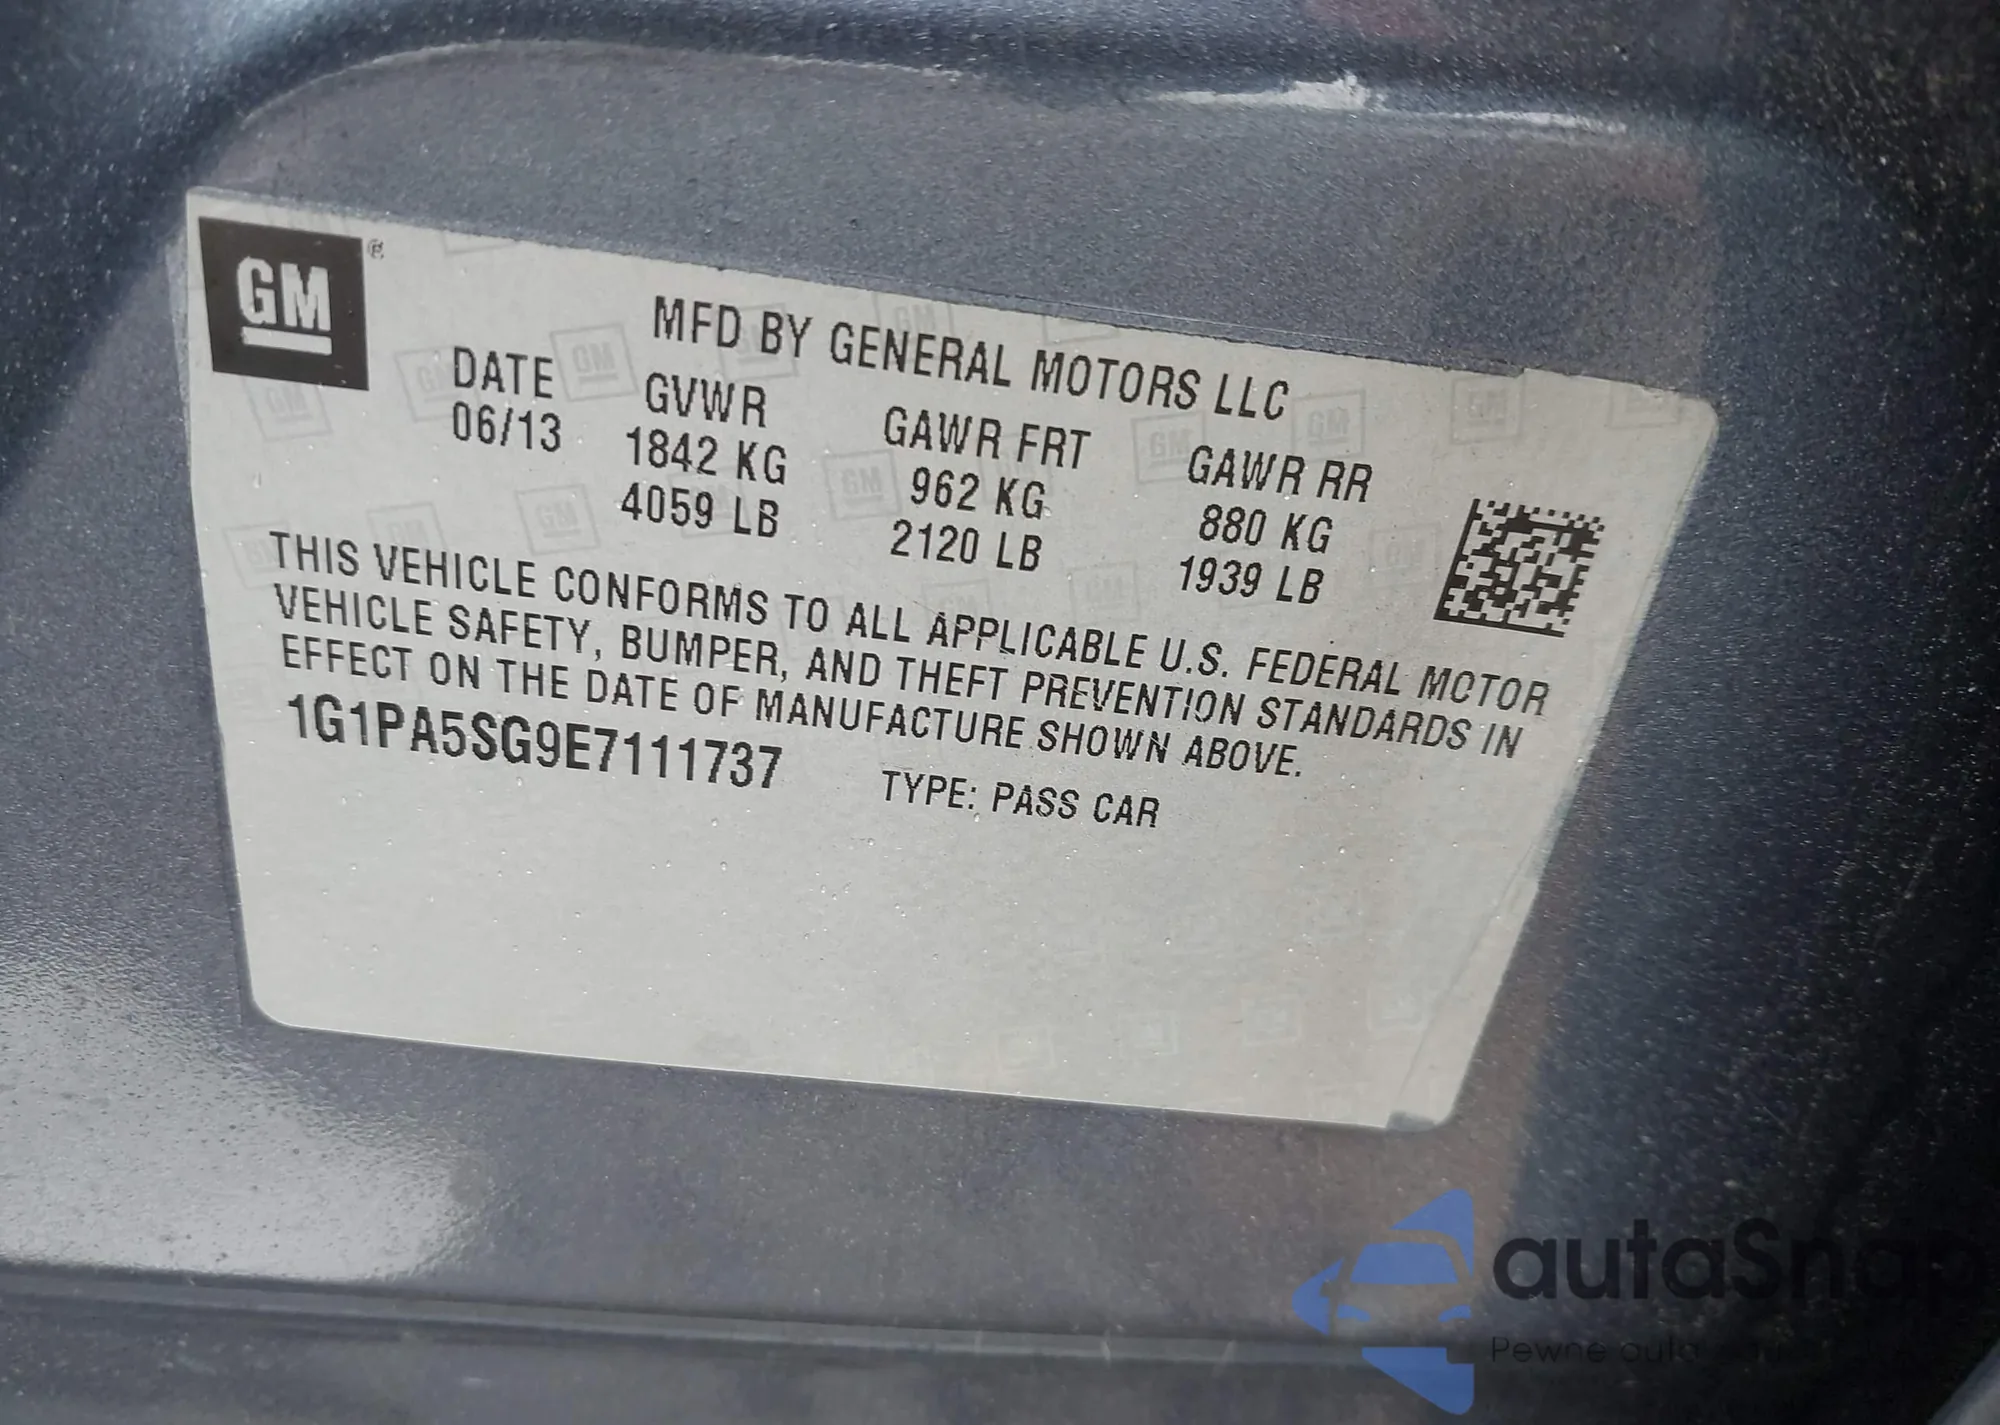 GM
MFD BY GENERAL MOTORS LLC
DATE GVWR GAWR FRT GAWR RR
06/13 1842 KG 962 KG 880 KG
4059 LB 2120 LB 1939 LB
THIS VEHICLE CONFORMS TO ALL APPLICABLE U.S. FEDERAL MOTOR
VEHICLE SAFETY, BUMPER, AND THEFT PREVENTION STANDARDS IN
EFFECT ON THE DATE OF MANUFACTURE SHOWN ABOVE.
1G1PA5SG9E7111737 TYPE: PASS CAR
autaSnap
Pewne auta